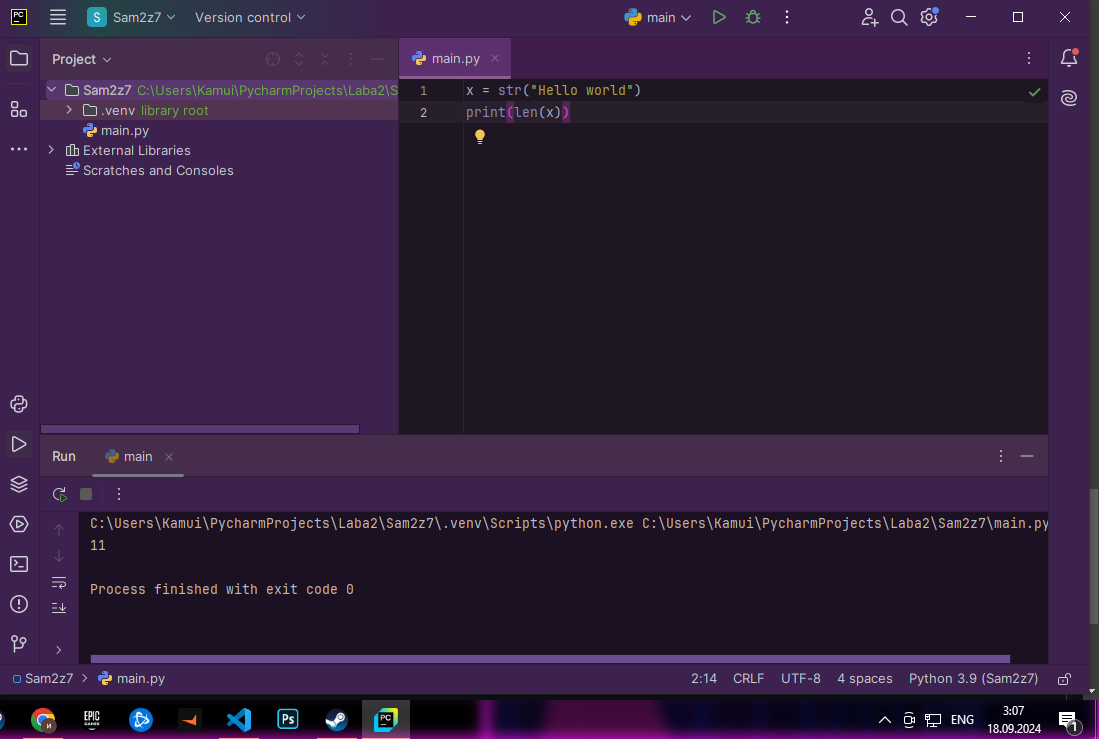 PC S Sam2z7 Version control main
Project main.py
Sam2z7 C:\Users\Kamui\PycharmProjects\Laba2\S
.venv library root
main.py
External Libraries
Scratches and Consoles
1 x = str("Hello world")
2 print(len(x))
Run main
C:\Users\Kamui\PycharmProjects\Laba2\Sam2z7\.venv\Scripts\python.exe C:\Users\Kamui\PycharmProjects\Laba2\Sam2z7\main.py
11
Process finished with exit code 0
Sam2z7 main.py 2:14 CRLF UTF-8 4 spaces Python 3.9 (Sam2z7)
EPIC GAMES Ps PC ENG 3:07
18.09.2024 1